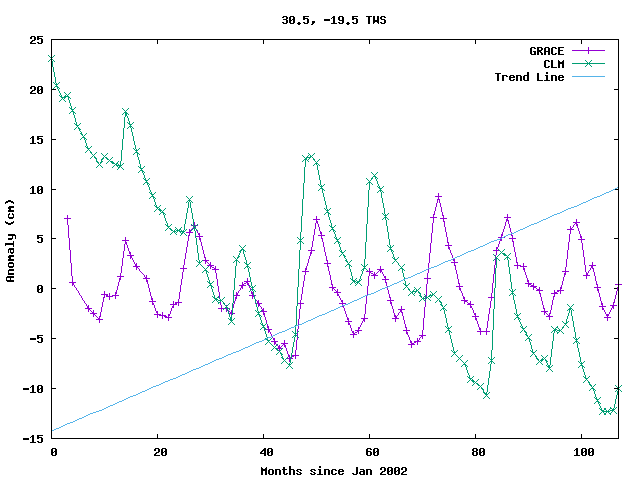 30.5, -19.5 TWS
GRACE
CLM
Trend Line
25
20
15
10
5
0
-5
-10
-15
Anomaly (cm)
0 20 40 60 80 100
Months since Jan 2002